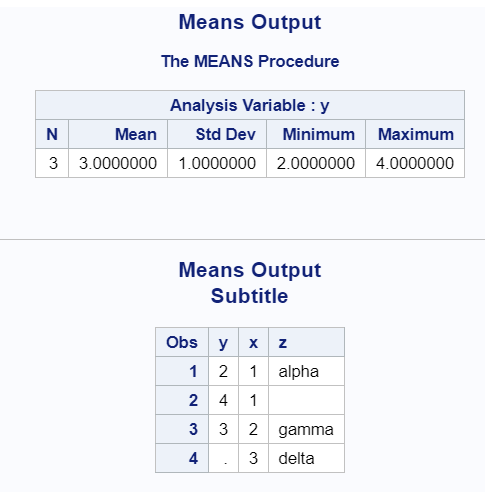 Means Output
The MEANS Procedure
Analysis Variable : y
N Mean Std Dev Minimum Maximum
3 3.0000000 1.0000000 2.0000000 4.0000000
Means Output
Subtitle
Obs y x z
1 2 1 alpha
2 4 1
3 3 2 gamma
4 . 3 delta